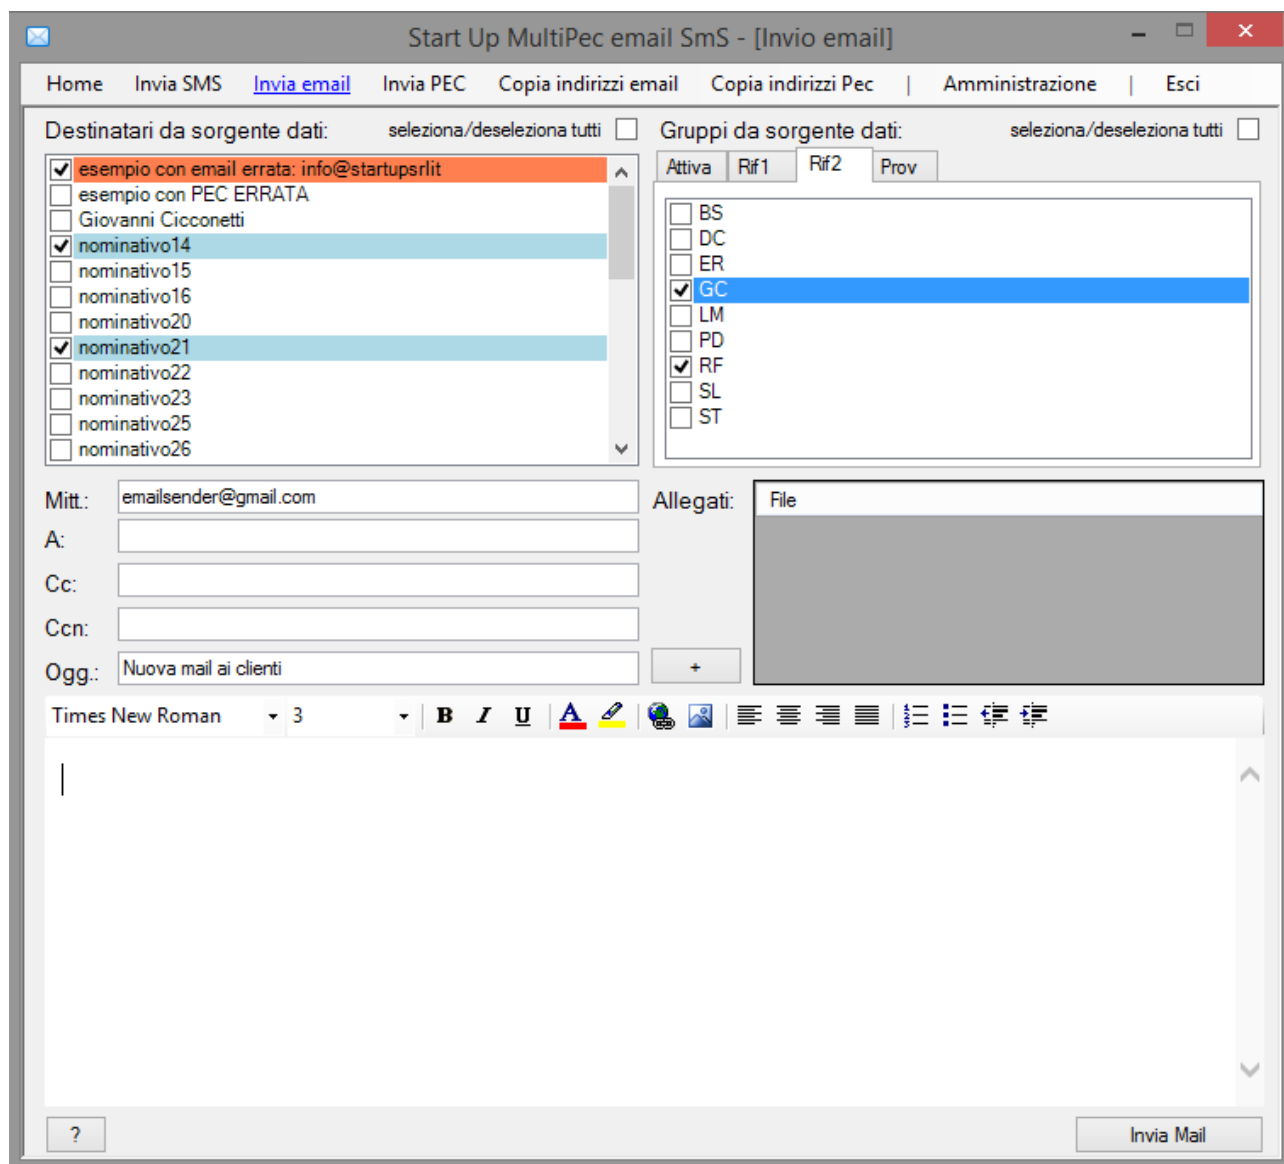 Start Up MultiPec email SmS - [Invio email]
Home Invia SMS Invia email Invia PEC Copia indirizzi email Copia indirizzi Pec | Amministrazione | Esci
Destinatari da sorgente dati: seleziona/deseleziona tutti
esempio con email errata: info@startupsrlit
esempio con PEC ERRATA
Giovanni Cicconetti
nominativo14
nominativo15
nominativo16
nominativo20
nominativo21
nominativo22
nominativo23
nominativo25
nominativo26
Gruppi da sorgente dati: seleziona/deseleziona tutti
Attiva Rif1 Rif2 Prov
BS
DC
ER
GC
LM
PD
RF
SL
ST
Mitt.: emailsender@gmail.com
A:
Cc:
Ccn:
Ogg.: Nuova mail ai clienti
Allegati: File
+
Times New Roman 3 B I U A
?
Invia Mail